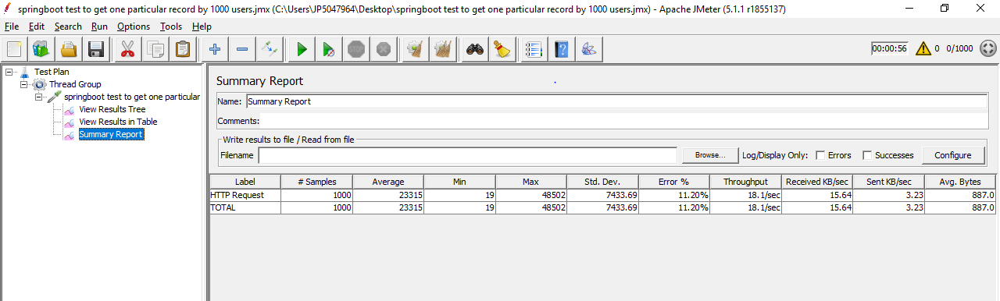 springboot test to get one particular record by 1000 users.jmx (C:\Users\JP5047964\Desktop\springboot test to get one particular record by 1000 users.jmx) - Apache JMeter (5.1.1 r1855137)
File Edit Search Run Options Tools Help
00:00:56 0 0/1000
Test Plan
Thread Group
springboot test to get one particular
View Results Tree
View Results in Table
Summary Report
Summary Report
Name: Summary Report
Comments:
Write results to file / Read from file
Filename Browse... Log/Display Only: Errors Successes Configure
Label # Samples Average Min Max Std. Dev. Error % Throughput Received KB/sec Sent KB/sec Avg. Bytes
HTTP Request 1000 23315 19 48502 7433.69 11.20% 18.1/sec 15.64 3.23 887.0
TOTAL 1000 23315 19 48502 7433.69 11.20% 18.1/sec 15.64 3.23 887.0